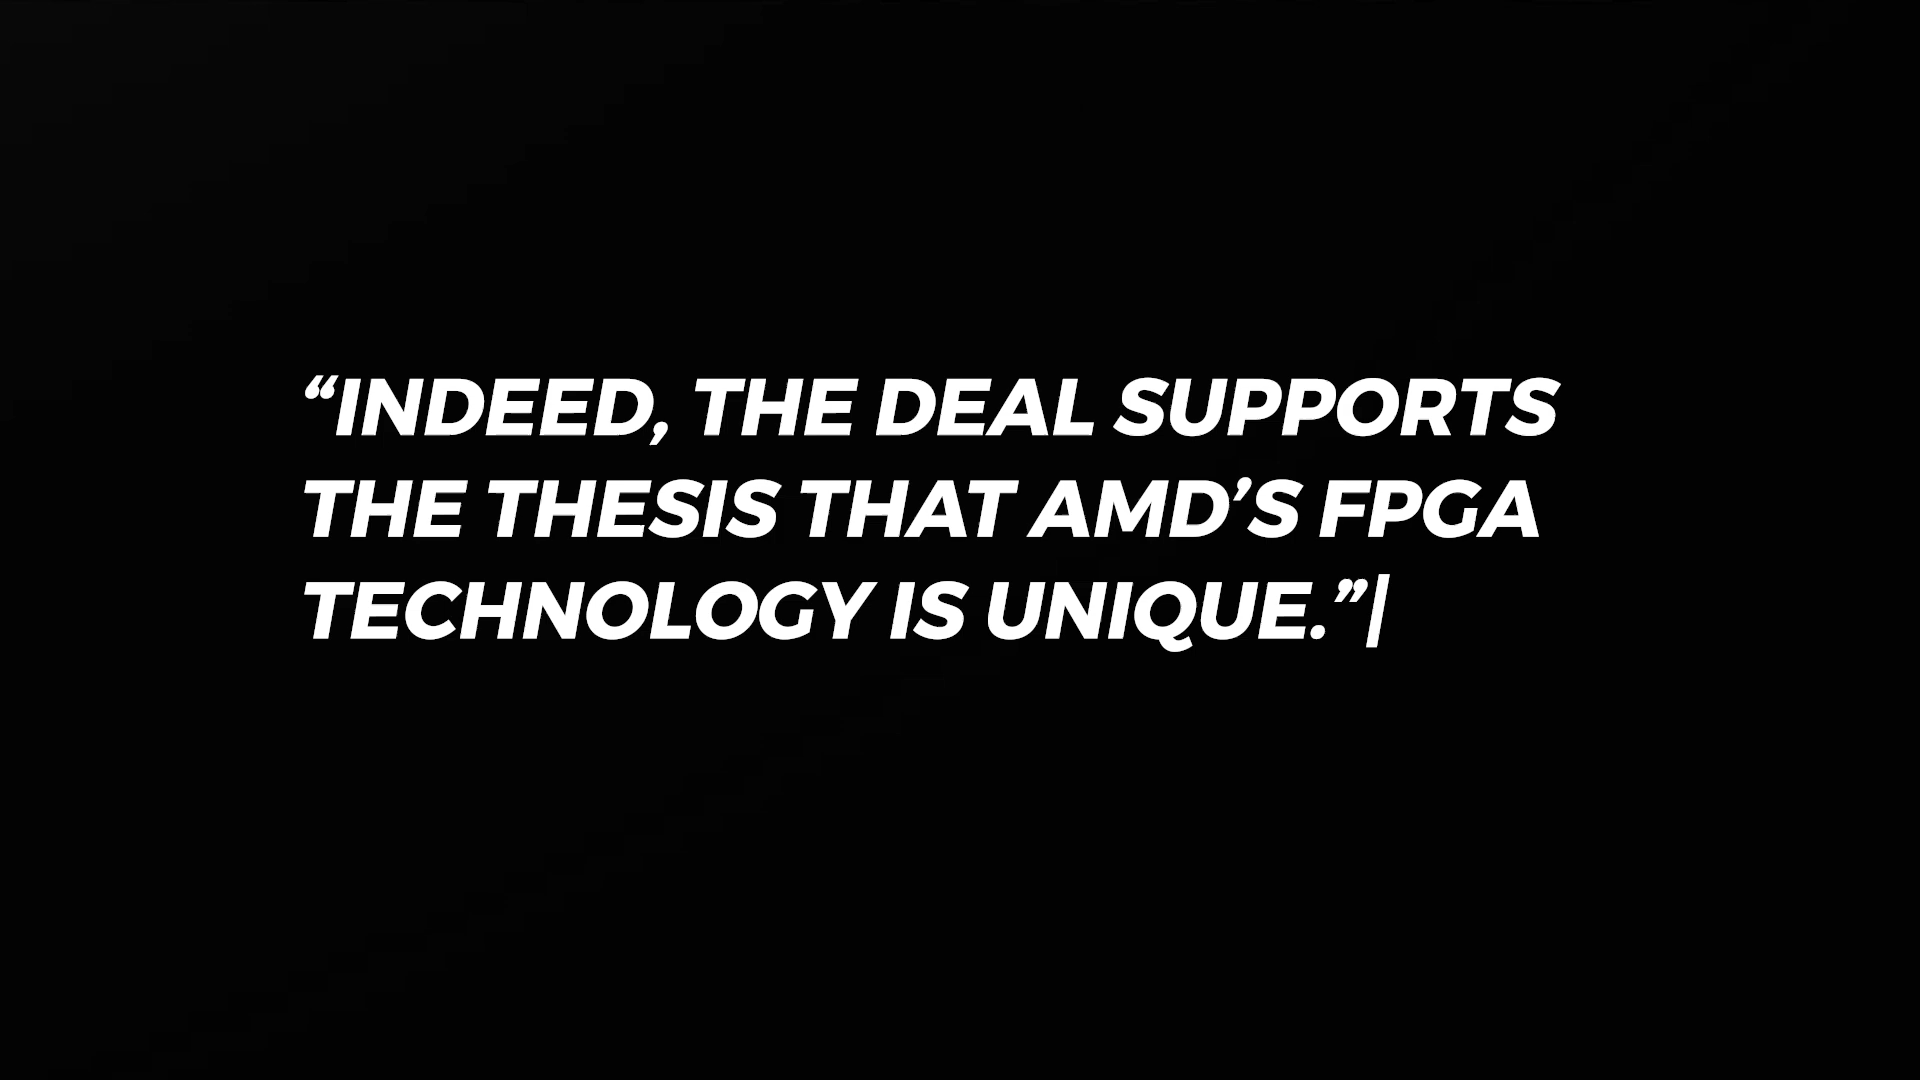 “INDEED, THE DEAL SUPPORTS
THE THESIS THAT AMD’S FPGA
TECHNOLOGY IS UNIQUE.”|